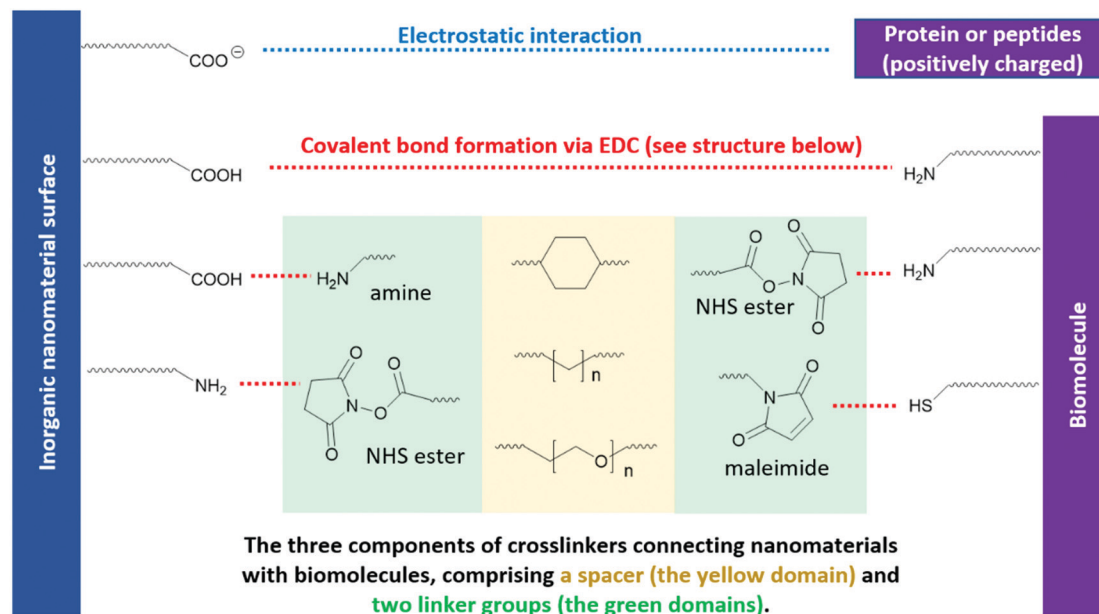 Inorganic nanomaterial surface
COO⊖
Electrostatic interaction
Protein or peptides
(positively charged)
Covalent bond formation via EDC (see structure below)
COOH
H₂N
COOH
H₂N
amine
O
O
O
N
O
NHS ester
H₂N
n
NH₂
O
N
O
O
O
NHS ester
O
n
O
N
O
maleimide
HS
Biomolecule
The three components of crosslinkers connecting nanomaterials
with biomolecules, comprising a spacer (the yellow domain) and
two linker groups (the green domains).